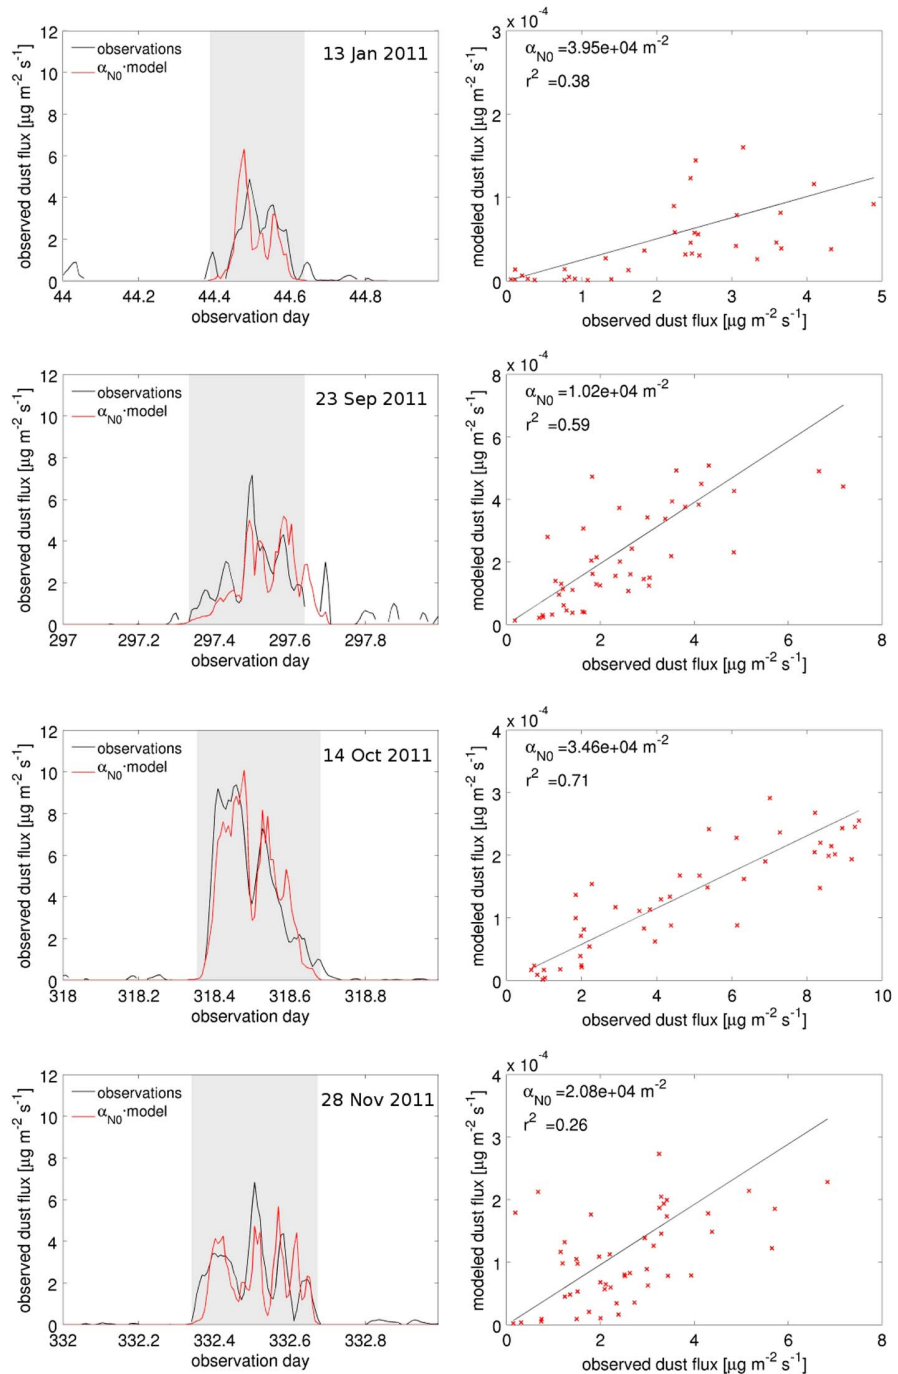 observations
α_N0·model
13 Jan 2011
observed dust flux [µg m⁻² s⁻¹]
12
10
8
6
4
2
0
44
44.2
44.4
44.6
44.8
observation day
x 10⁻⁴
α_N0 =3.95e+04 m⁻²
r² =0.38
modeled dust flux [µg m⁻² s⁻¹]
3
2
1
0
0
1
2
3
4
5
observed dust flux [µg m⁻² s⁻¹]
observations
α_N0·model
23 Sep 2011
observed dust flux [µg m⁻² s⁻¹]
12
10
8
6
4
2
0
297
297.2
297.4
297.6
297.8
observation day
x 10⁻⁴
α_N0 =1.02e+04 m⁻²
r² =0.59
modeled dust flux [µg m⁻² s⁻¹]
8
6
4
2
0
0
2
4
6
8
observed dust flux [µg m⁻² s⁻¹]
observations
α_N0·model
14 Oct 2011
observed dust flux [µg m⁻² s⁻¹]
12
10
8
6
4
2
0
318
318.2
318.4
318.6
318.8
observation day
x 10⁻⁴
α_N0 =3.46e+04 m⁻²
r² =0.71
modeled dust flux [µg m⁻² s⁻¹]
4
3
2
1
0
0
2
4
6
8
10
observed dust flux [µg m⁻² s⁻¹]
observations
α_N0·model
28 Nov 2011
observed dust flux [µg m⁻² s⁻¹]
12
10
8
6
4
2
0
332
332.2
332.4
332.6
332.8
observation day
x 10⁻⁴
α_N0 =2.08e+04 m⁻²
r² =0.26
modeled dust flux [µg m⁻² s⁻¹]
4
3
2
1
0
0
2
4
6
8
observed dust flux [µg m⁻² s⁻¹]